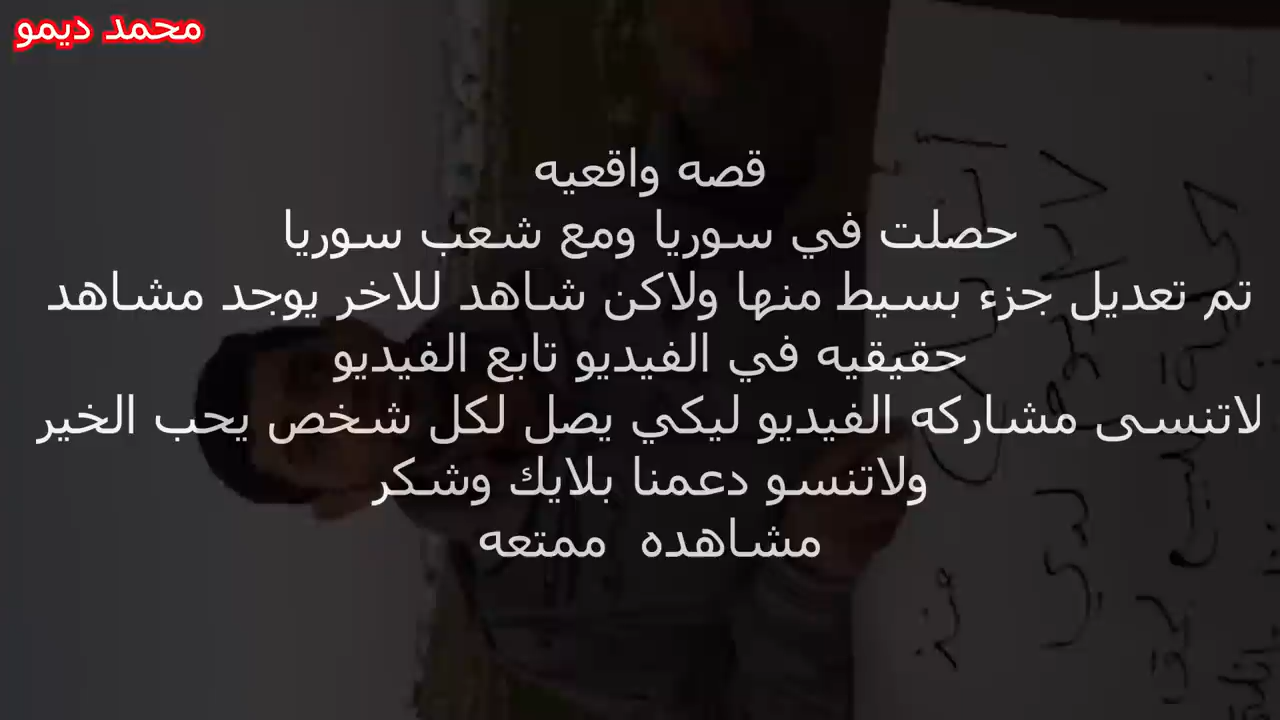 محمد ديمو
قصه واقعيه
حصلت في سوريا ومع شعب سوريا
تم تعديل جزء بسيط منها ولاكن شاهد للاخر يوجد مشاهد
حقيقيه في الفيديو تابع الفيديو
لاتنسى مشاركه الفيديو ليكي يصل لكل شخص يحب الخير
ولاتنسو دعمنا بلايك وشكر
مشاهده ممتعه